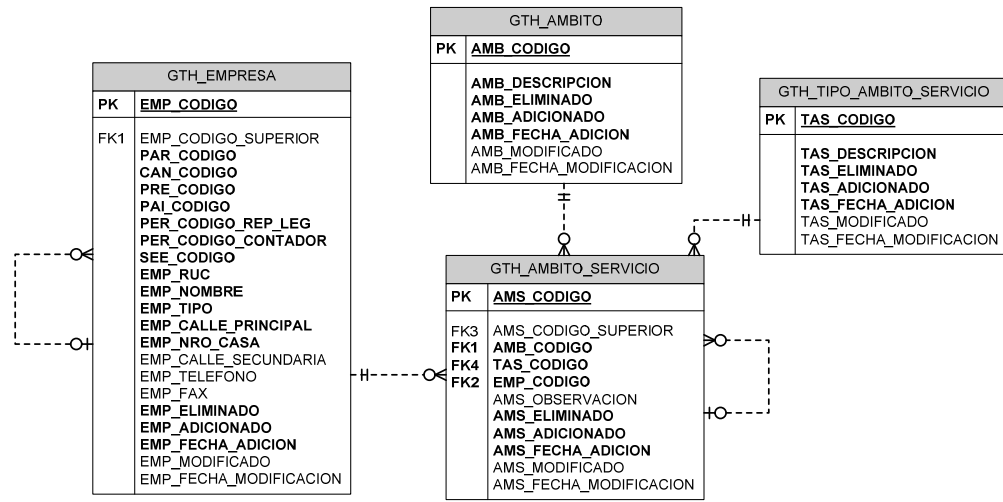 GTH_EMPRESA
PK EMP_CODIGO
FK1 EMP_CODIGO_SUPERIOR
PAR_CODIGO
CAN_CODIGO
PRE_CODIGO
PAI_CODIGO
PER_CODIGO_REP_LEG
PER_CODIGO_CONTADOR
SEE_CODIGO
EMP_RUC
EMP_NOMBRE
EMP_TIPO
EMP_CALLE_PRINCIPAL
EMP_NRO_CASA
EMP_CALLE_SECUNDARIA
EMP_TELEFONO
EMP_FAX
EMP_ELIMINADO
EMP_ADICIONADO
EMP_FECHA_ADICION
EMP_MODIFICADO
EMP_FECHA_MODIFICACION
GTH_AMBITO
PK AMB_CODIGO
AMB_DESCRIPCION
AMB_ELIMINADO
AMB_ADICIONADO
AMB_FECHA_ADICION
AMB_MODIFICADO
AMB_FECHA_MODIFICACION
GTH_TIPO_AMBITO_SERVICIO
PK TAS_CODIGO
TAS_DESCRIPCION
TAS_ELIMINADO
TAS_ADICIONADO
TAS_FECHA_ADICION
TAS_MODIFICADO
TAS_FECHA_MODIFICACION
GTH_AMBITO_SERVICIO
PK AMS_CODIGO
FK3 AMS_CODIGO_SUPERIOR
FK1 AMB_CODIGO
FK4 TAS_CODIGO
FK2 EMP_CODIGO
AMS_OBSERVACION
AMS_ELIMINADO
AMS_ADICIONADO
AMS_FECHA_ADICION
AMS_MODIFICADO
AMS_FECHA_MODIFICACION